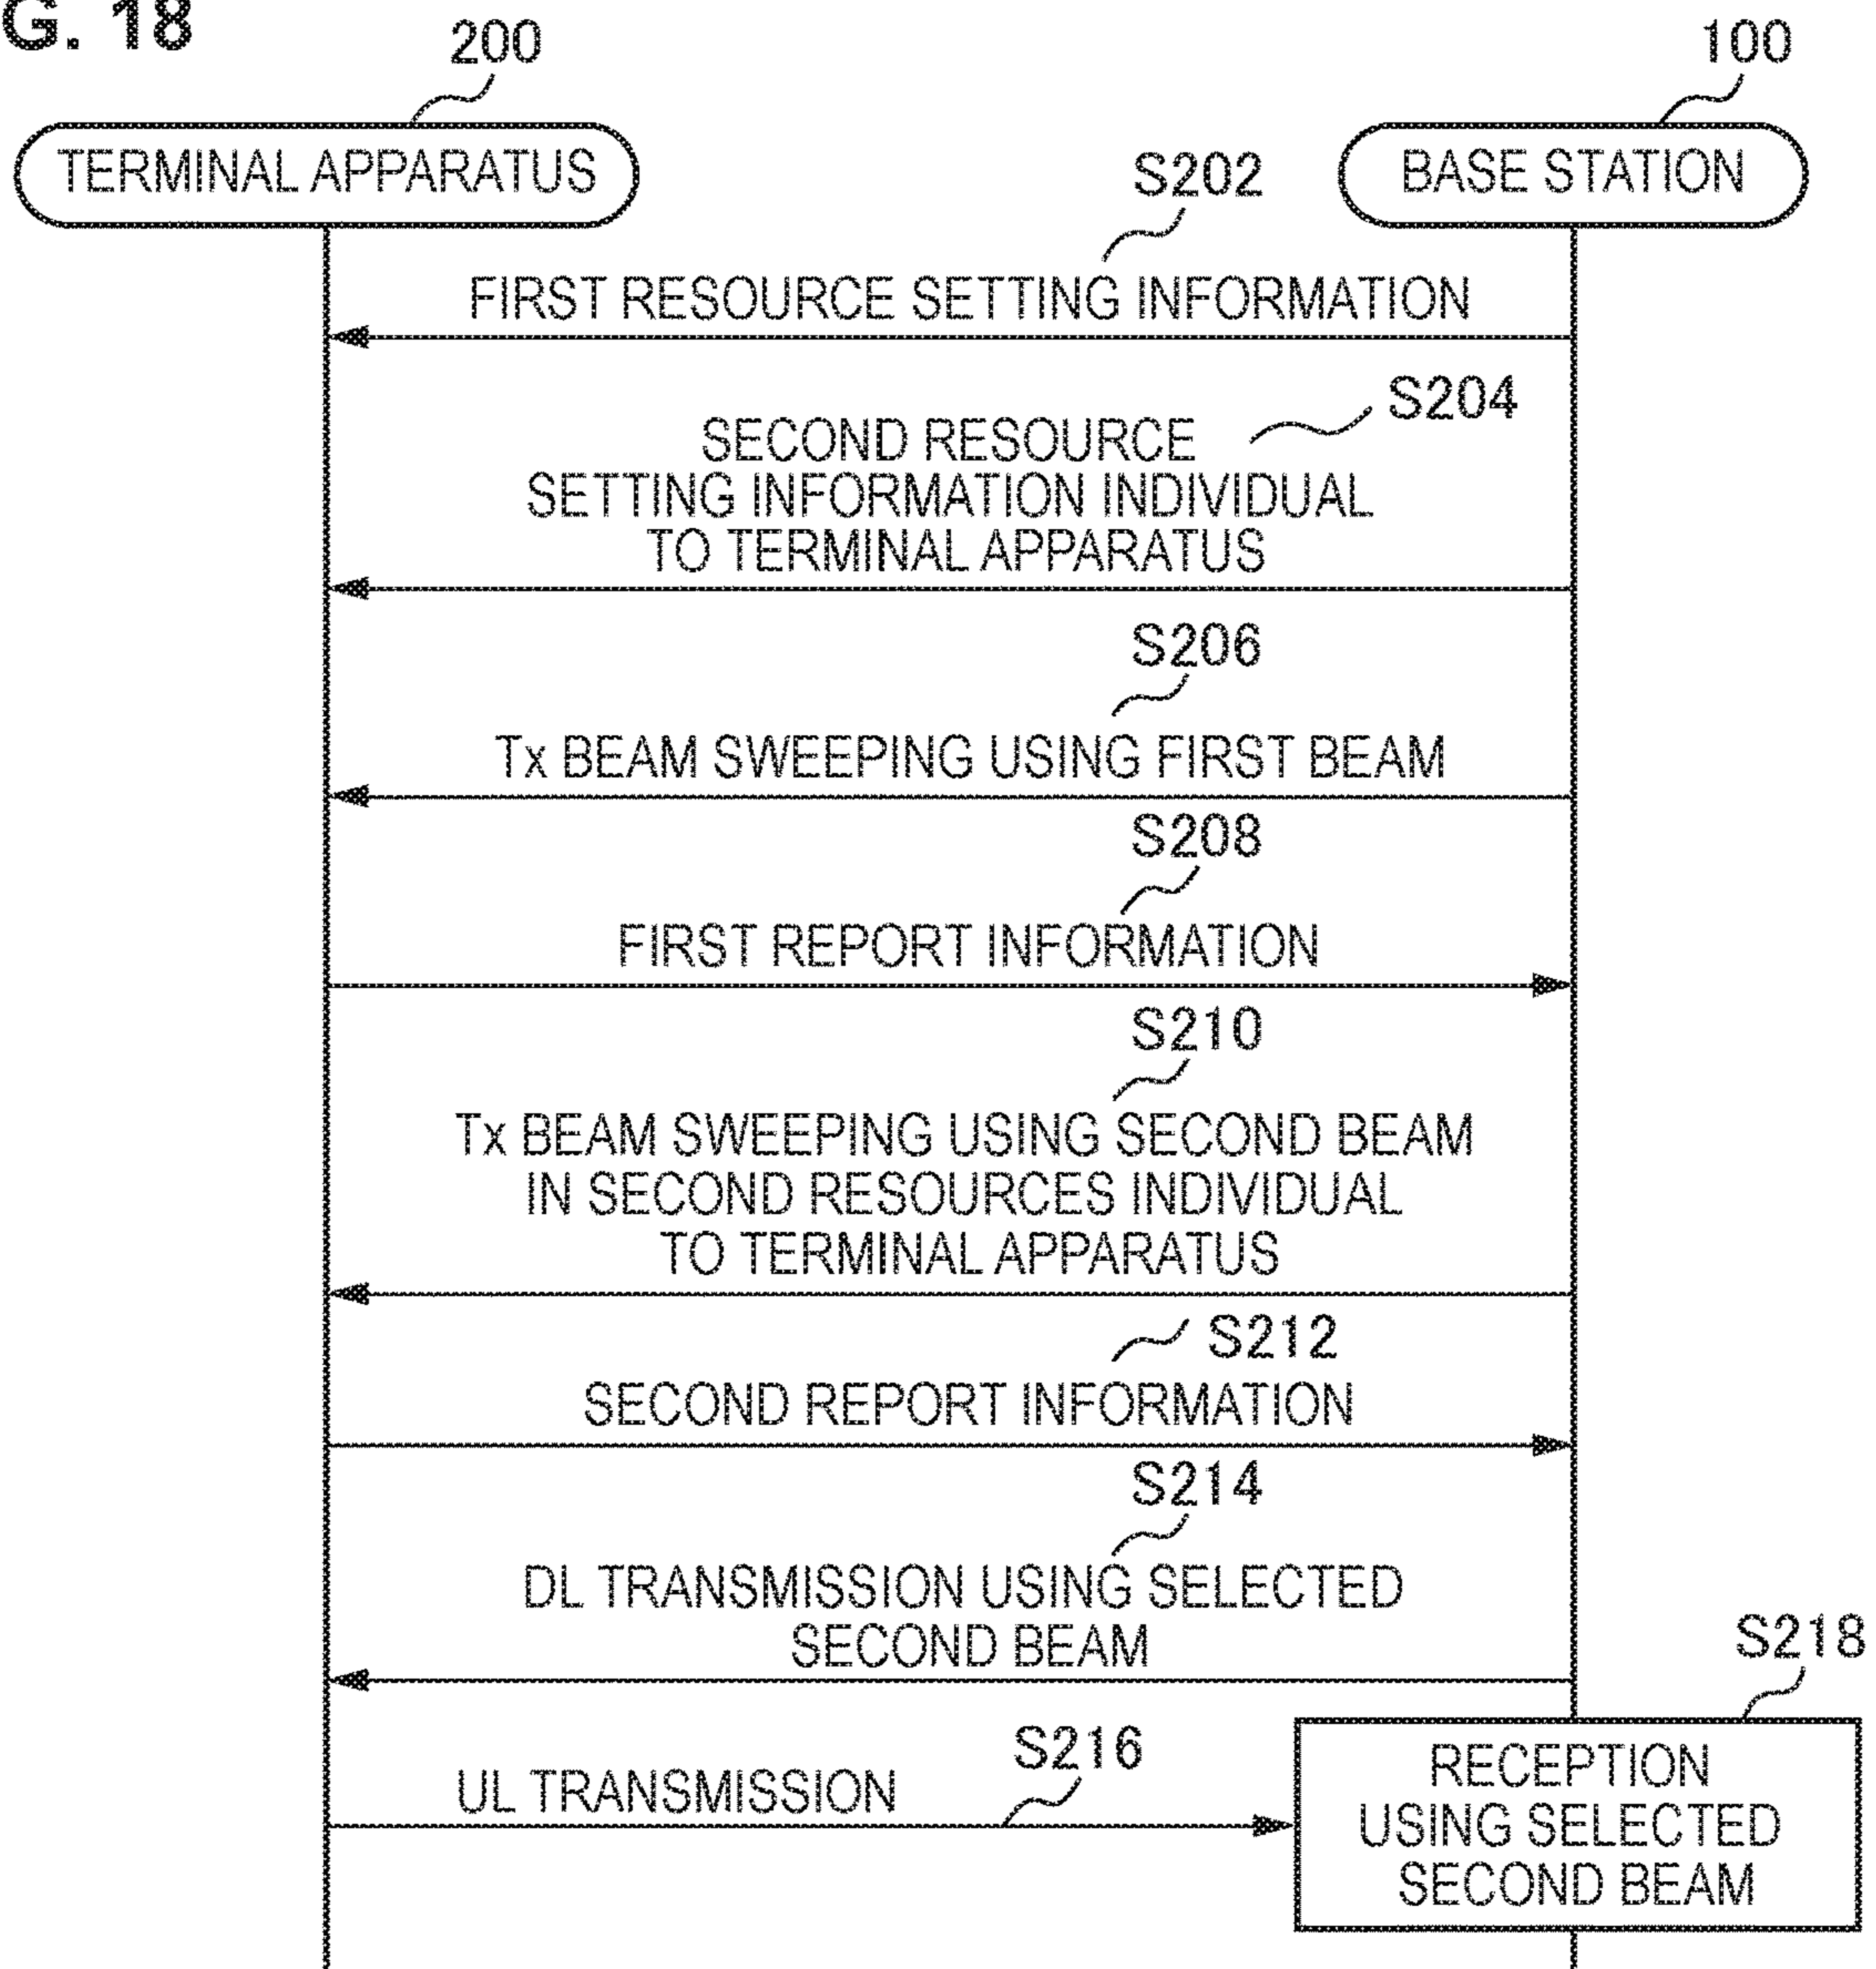 G. 18
200
100
TERMINAL APPARATUS
BASE STATION
S202
FIRST RESOURCE SETTING INFORMATION
S204
SECOND RESOURCE
SETTING INFORMATION INDIVIDUAL
TO TERMINAL APPARATUS
S206
Tx BEAM SWEEPING USING FIRST BEAM
S208
FIRST REPORT INFORMATION
S210
Tx BEAM SWEEPING USING SECOND BEAM
IN SECOND RESOURCES INDIVIDUAL
TO TERMINAL APPARATUS
S212
SECOND REPORT INFORMATION
S214
DL TRANSMISSION USING SELECTED
SECOND BEAM
S218
S216
UL TRANSMISSION
RECEPTION
USING SELECTED
SECOND BEAM